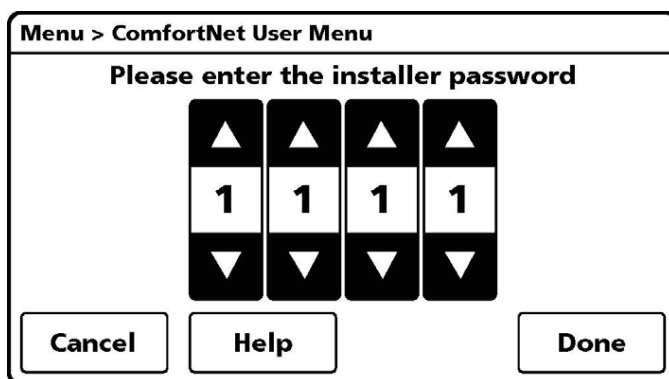 Menu > ComfortNet User Menu
Please enter the installer password
1 1 1 1
Cancel Help Done